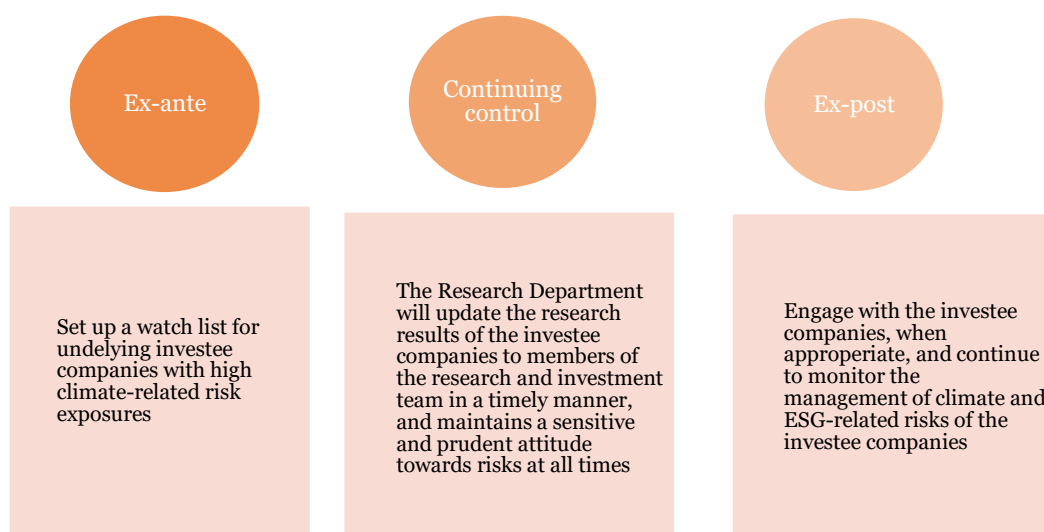 Ex-ante
Continuing
control
Ex-post
Set up a watch list for
undelying investee
companies with high
climate-related risk
exposures
The Research Department
will update the research
results of the investee
companies to members of
the research and investment
team in a timely manner,
and maintains a sensitive
and prudent attitude
towards risks at all times
Engage with the investee
companies, when
approperiate, and continue
to monitor the
management of climate and
ESG-related risks of the
investee companies